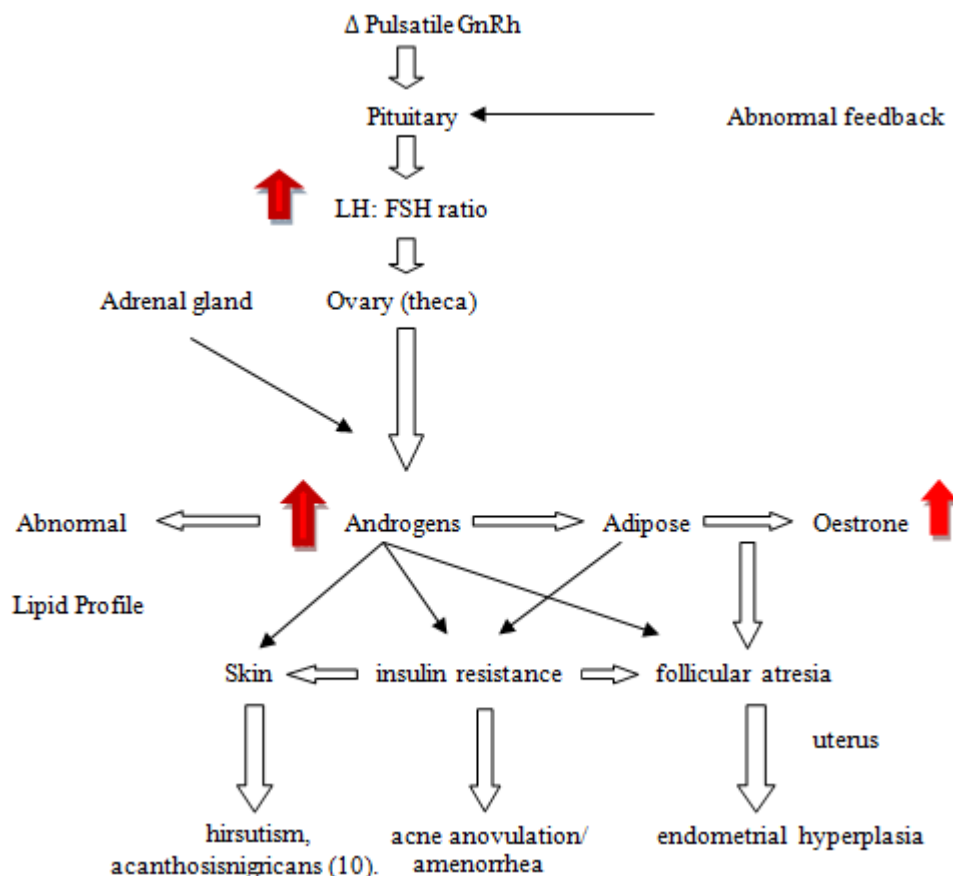 Δ Pulsatile GnRh
Pituitary
Abnormal feedback
LH: FSH ratio
Adrenal gland
Ovary (theca)
Abnormal
Androgens
Adipose
Oestrone
Lipid Profile
Skin
insulin resistance
follicular atresia
uterus
hirsutism,
acanthosisnigricans (10).
acne anovulation/
amenorrhea
endometrial hyperplasia